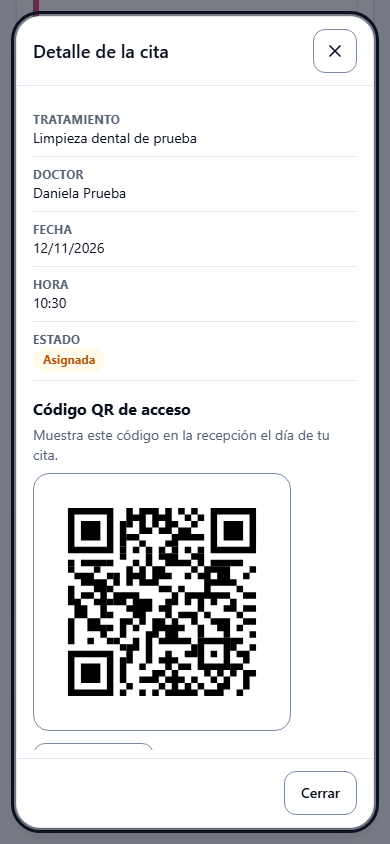 Detalle de la cita
TRATAMIENTO
Limpieza dental de prueba
DOCTOR
Daniela Prueba
FECHA
12/11/2026
HORA
10:30
ESTADO
Asignada
Código QR de acceso
Muestra este código en la recepción el día de tu
cita.
Cerrar